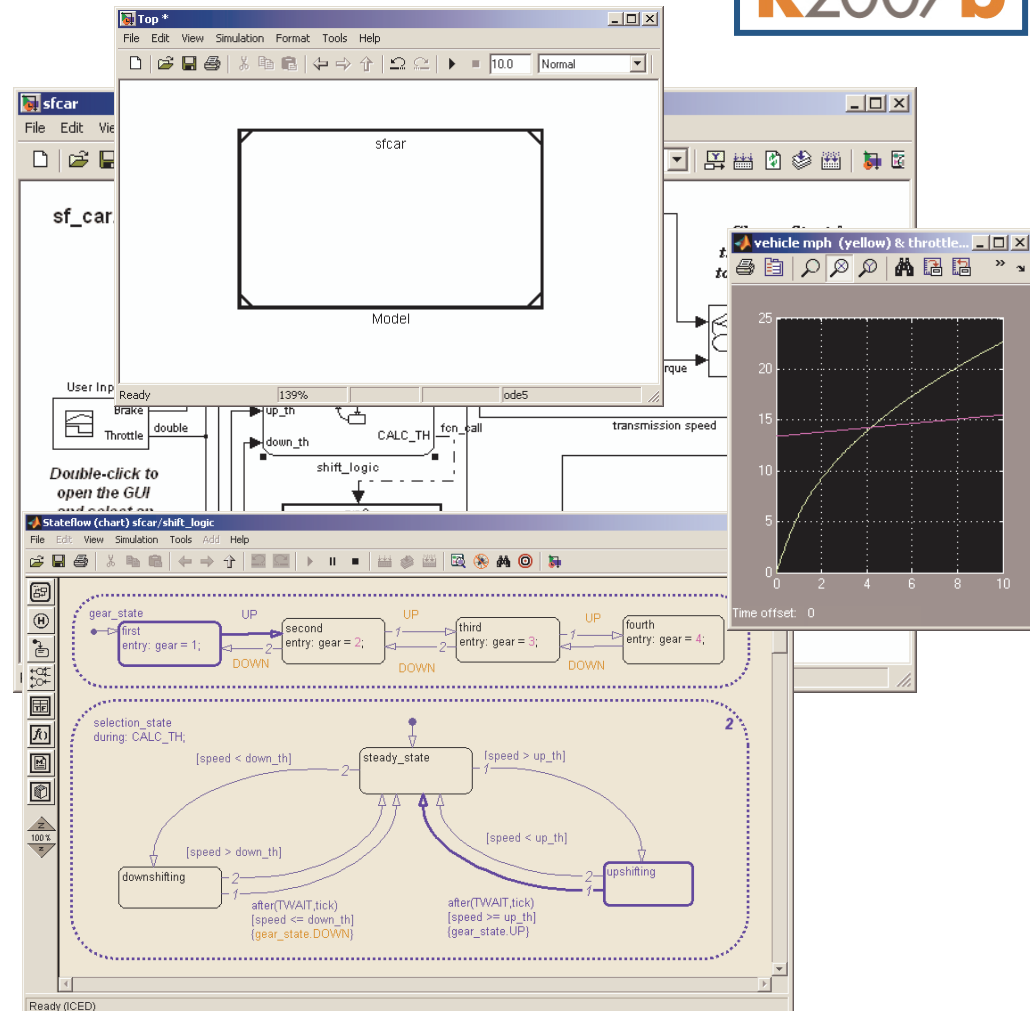 R2007b
Top *
File Edit View Simulation Format Tools Help
10.0 Normal
sfcar
Model
Ready 139% ode5
sfcar
File Edit
sf_car
User Inp
Brake
Throttle
double
Double-click to
open the GUI
and select an
up_th
down_th
CALC_TH
fcn_call
shift_logic
transmission speed
rque
vehicle mph (yellow) & throttle...
25
20
15
10
5
0
0 2 4 6 8 10
Time offset: 0
Stateflow (chart) sfcar/shift_logic
File Edit View Simulation Tools Add Help
gear_state
first
entry: gear = 1;
UP
DOWN
2
second
entry: gear = 2;
1
UP
2
DOWN
third
entry: gear = 3;
1
UP
2
DOWN
fourth
entry: gear = 4;
selection_state
during: CALC_TH;
2
[speed < down_th]
2
steady_state
1
[speed > up_th]
[speed > down_th]
[speed < up_th]
downshifting
2
1
after(TWAIT,tick)
[speed <= down_th]
{gear_state.DOWN}
after(TWAIT,tick)
[speed >= up_th]
{gear_state.UP}
2
1
upshifting
100 %
Ready (ICED)